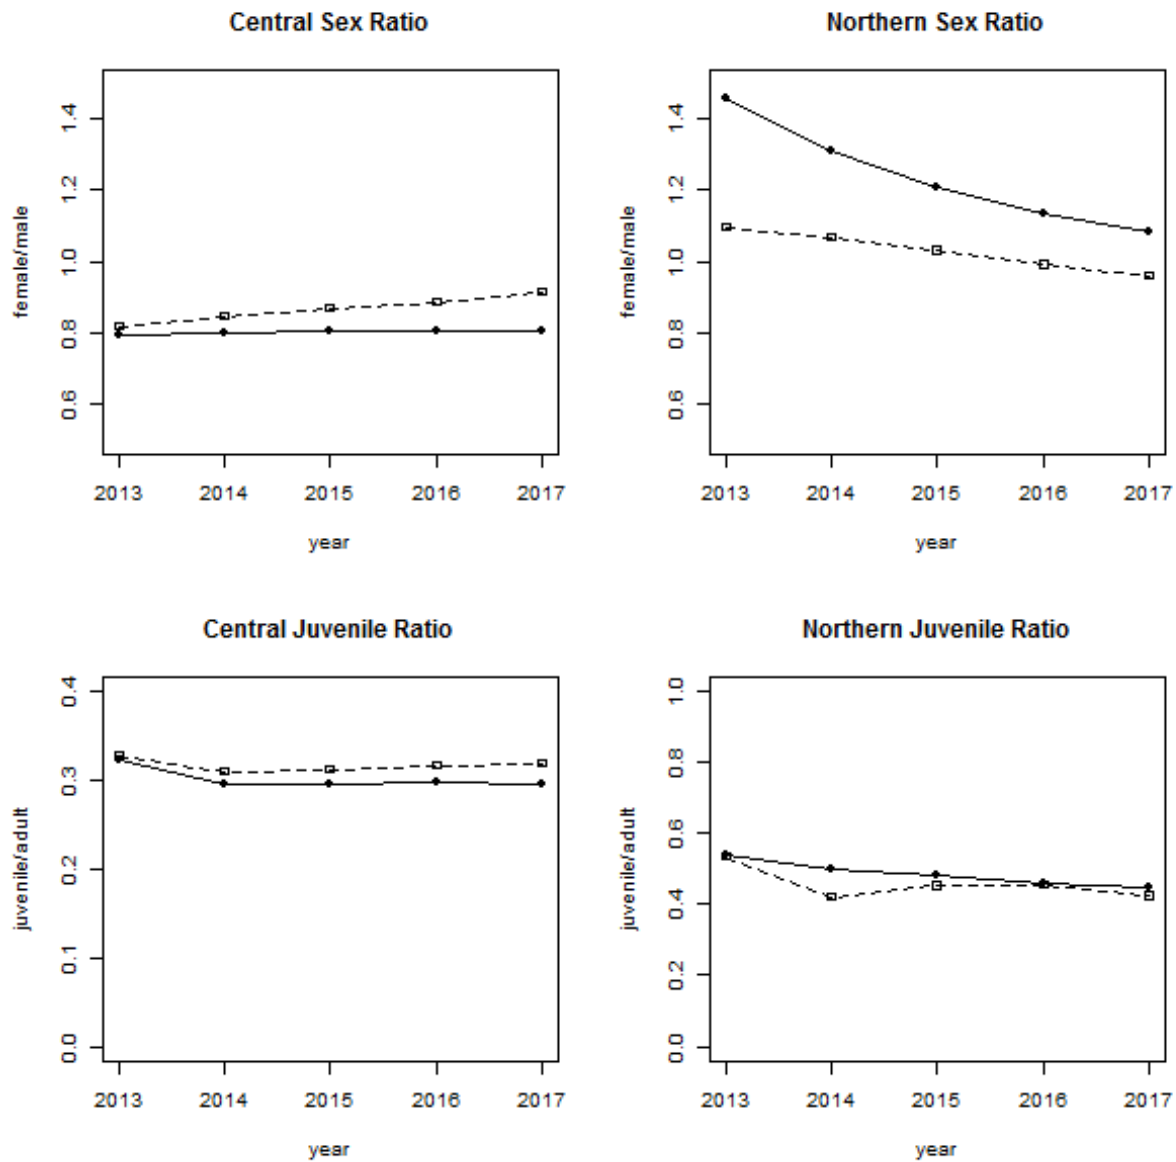 Central Sex Ratio
female/male
1.4
1.2
1.0
0.8
0.6
2013 2014 2015 2016 2017
year
Northern Sex Ratio
female/male
1.4
1.2
1.0
0.8
0.6
2013 2014 2015 2016 2017
year
Central Juvenile Ratio
juvenile/adult
0.4
0.3
0.2
0.1
0.0
2013 2014 2015 2016 2017
year
Northern Juvenile Ratio
juvenile/adult
1.0
0.8
0.6
0.4
0.2
0.0
2013 2014 2015 2016 2017
year